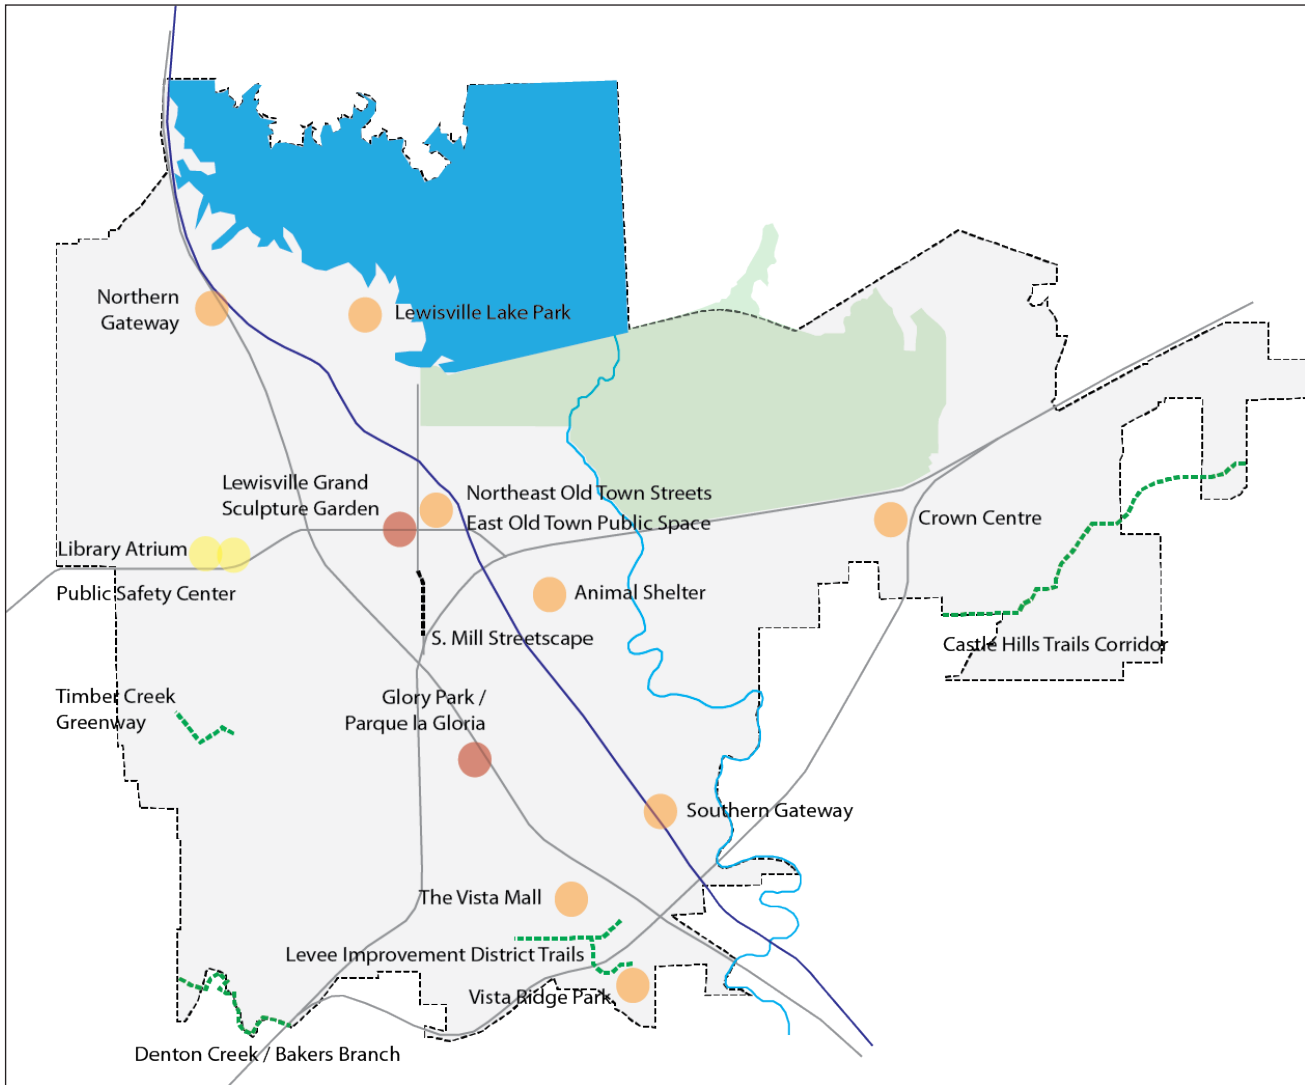 Northern
Gateway
Lewisville Lake Park
Lewisville Grand
Sculpture Garden
Northeast Old Town Streets
East Old Town Public Space
Crown Centre
Library Atrium
Public Safety Center
Animal Shelter
S. Mill Streetscape
Castle Hills Trails Corridor
Timber Creek
Greenway
Glory Park /
Parque la Gloria
Southern Gateway
The Vista Mall
Levee Improvement District Trails
Vista Ridge Park
Denton Creek / Bakers Branch